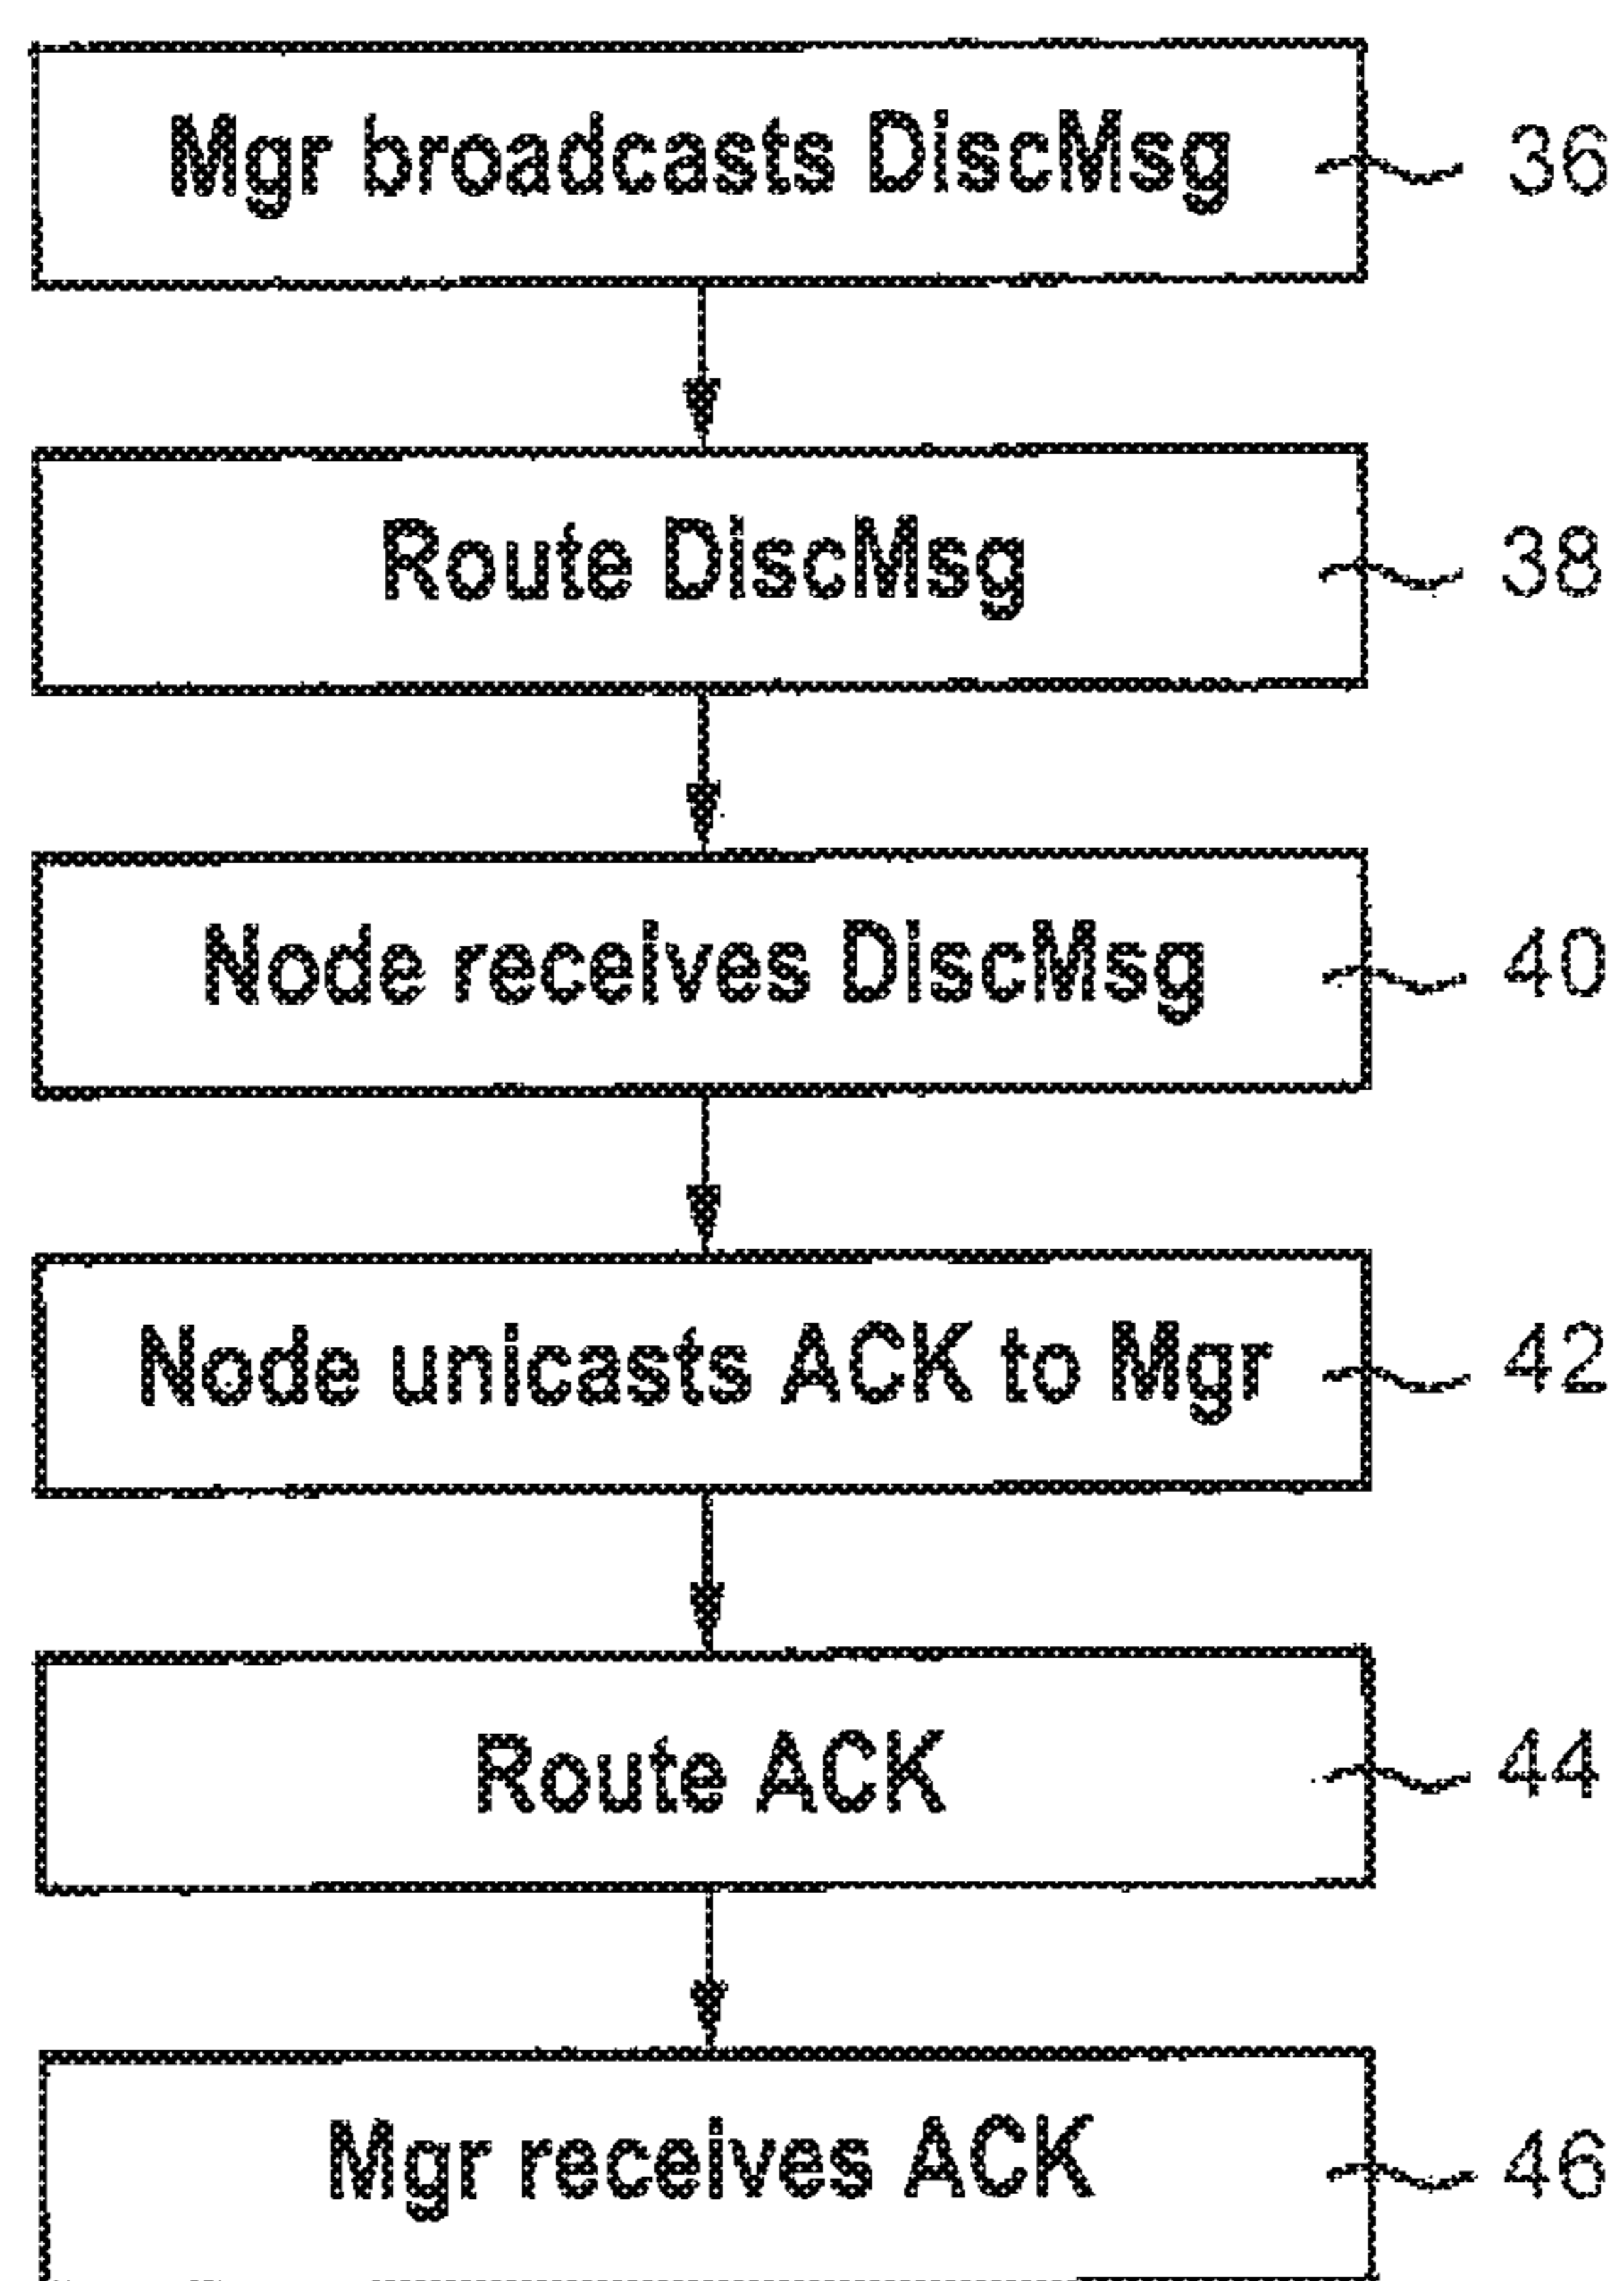 Mgr broadcasts DiscMsg 36
Route DiscMsg 38
Node receives DiscMsg 40
Node unicasts ACK to Mgr 42
Route ACK 44
Mgr receives ACK 46